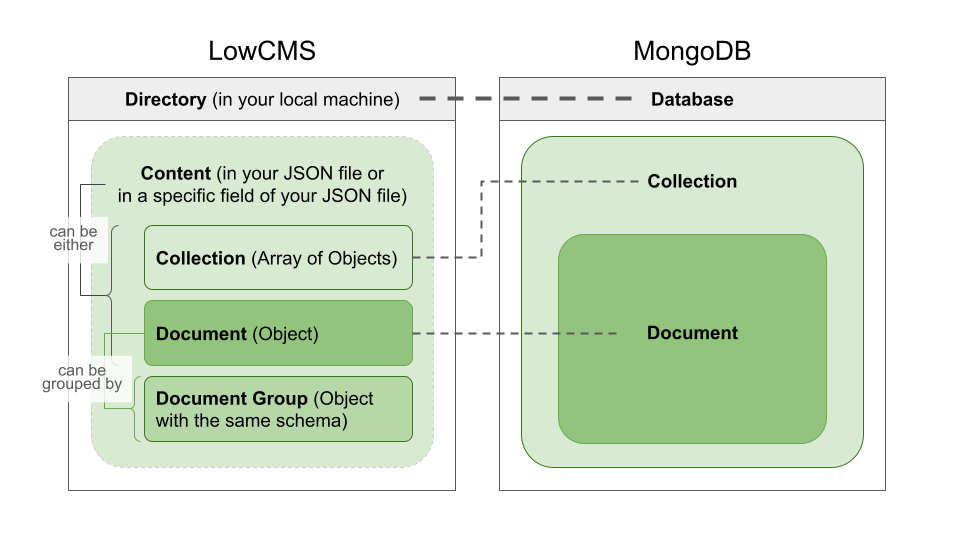 LowCMS
MongoDB
Directory (in your local machine)
Database
Content (in your JSON file or
in a specific field of your JSON file)
Collection
can be
either
Collection (Array of Objects)
Document (Object)
Document
can be
grouped by
Document Group (Object
with the same schema)